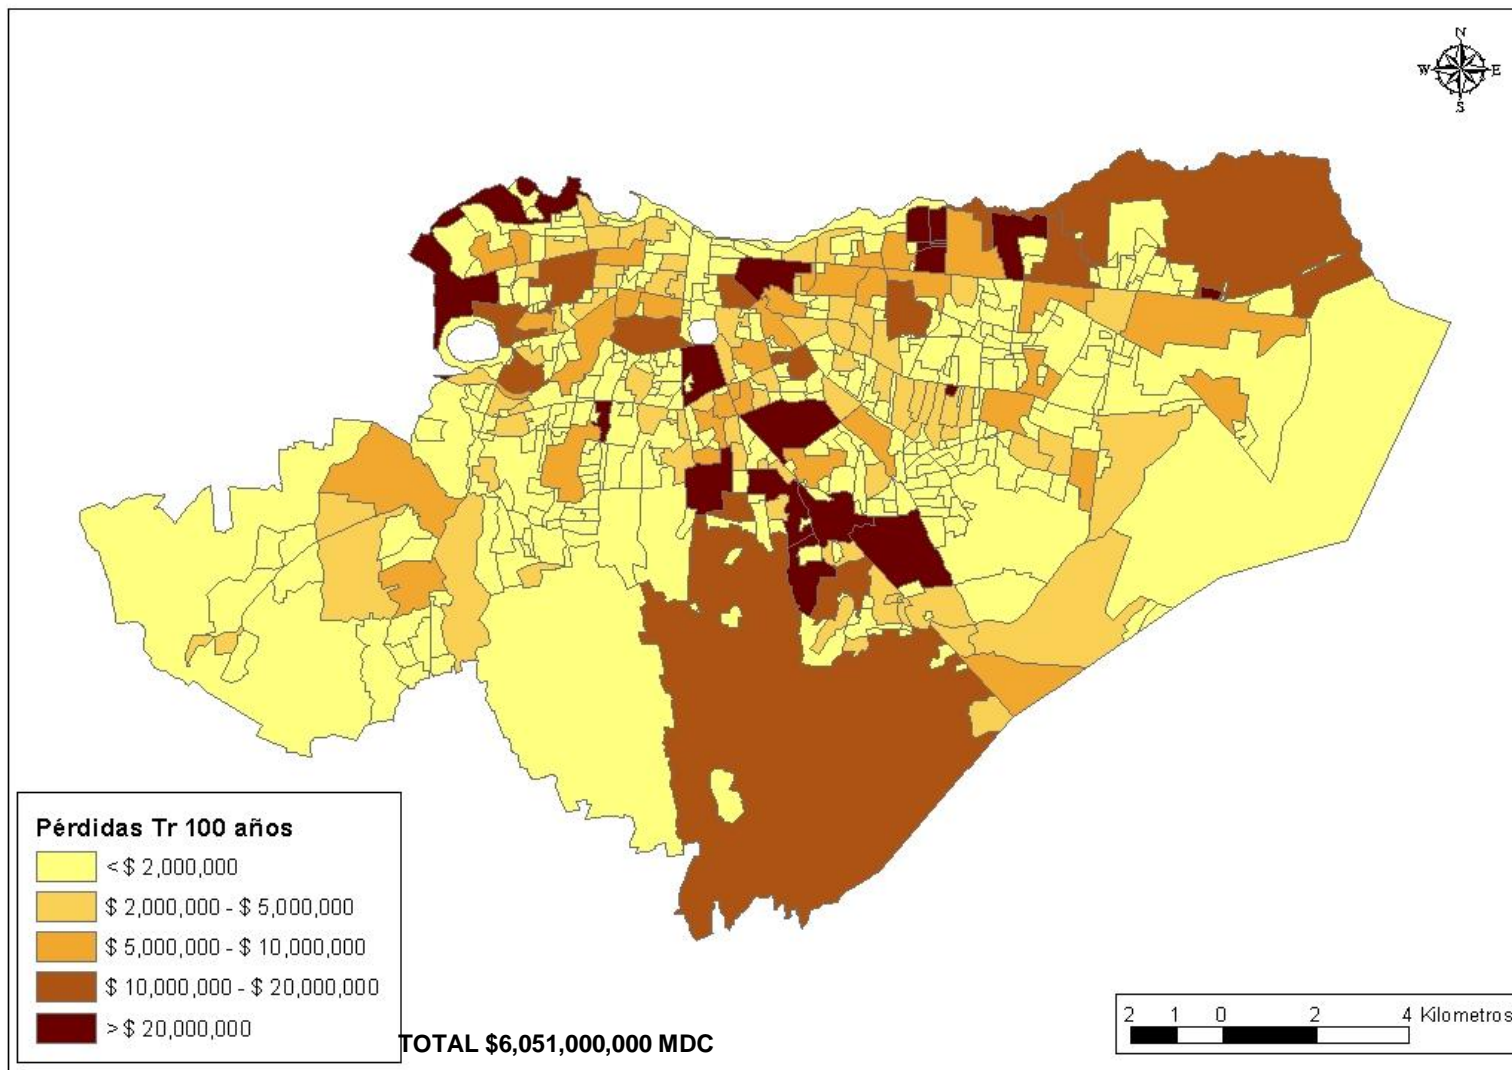 N
W E
S
Pérdidas Tr 100 años
< $ 2,000,000
$ 2,000,000 - $ 5,000,000
$ 5,000,000 - $ 10,000,000
$ 10,000,000 - $ 20,000,000
> $ 20,000,000
TOTAL $6,051,000,000 MDC
2 1 0 2 4 Kilometros